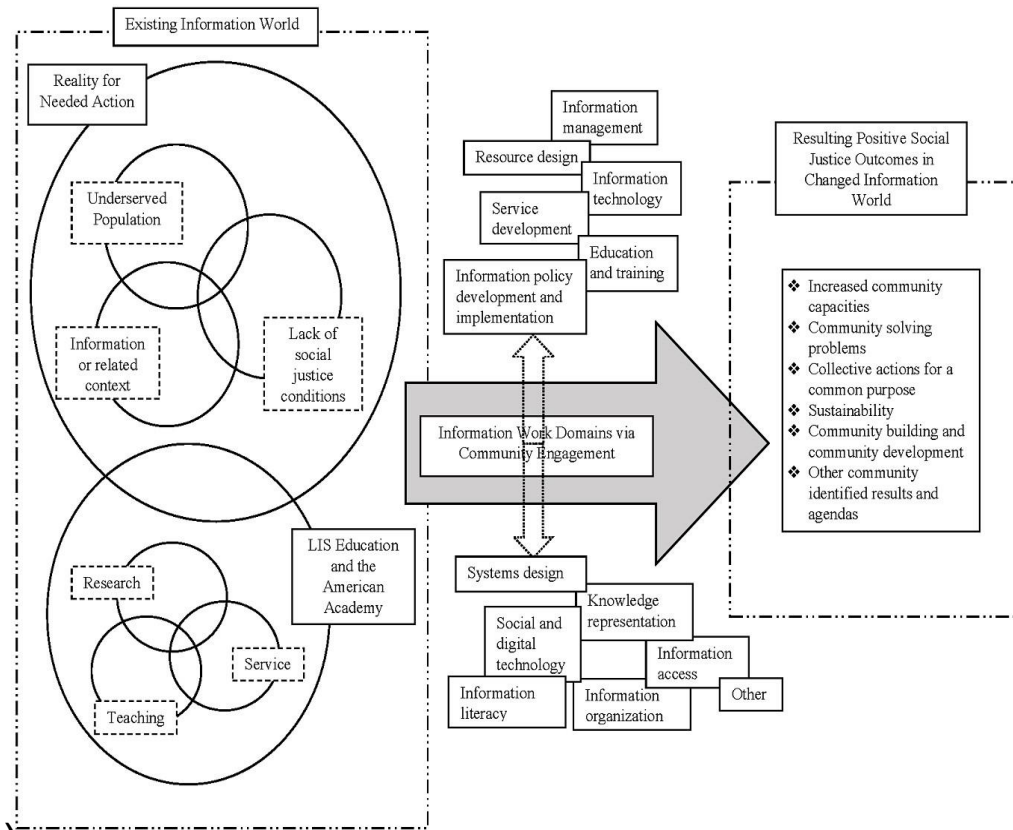 Existing Information World
Reality for
Needed Action
Underserved
Population
Information
or related
context
Lack of
social
justice
conditions
LIS Education
and the
American
Academy
Research
Service
Teaching
Information
management
Resource design
Information
technology
Service
development
Education
and training
Information policy
development and
implementation
Information Work Domains via
Community Engagement
Systems design
Knowledge
representation
Social and
digital
technology
Information
access
Information
literacy
Information
organization
Other
Resulting Positive Social
Justice Outcomes in
Changed Information
World
❖ Increased community
capacities
❖ Community solving
problems
❖ Collective actions for a
common purpose
❖ Sustainability
❖ Community building and
community development
❖ Other community
identified results and
agendas
)